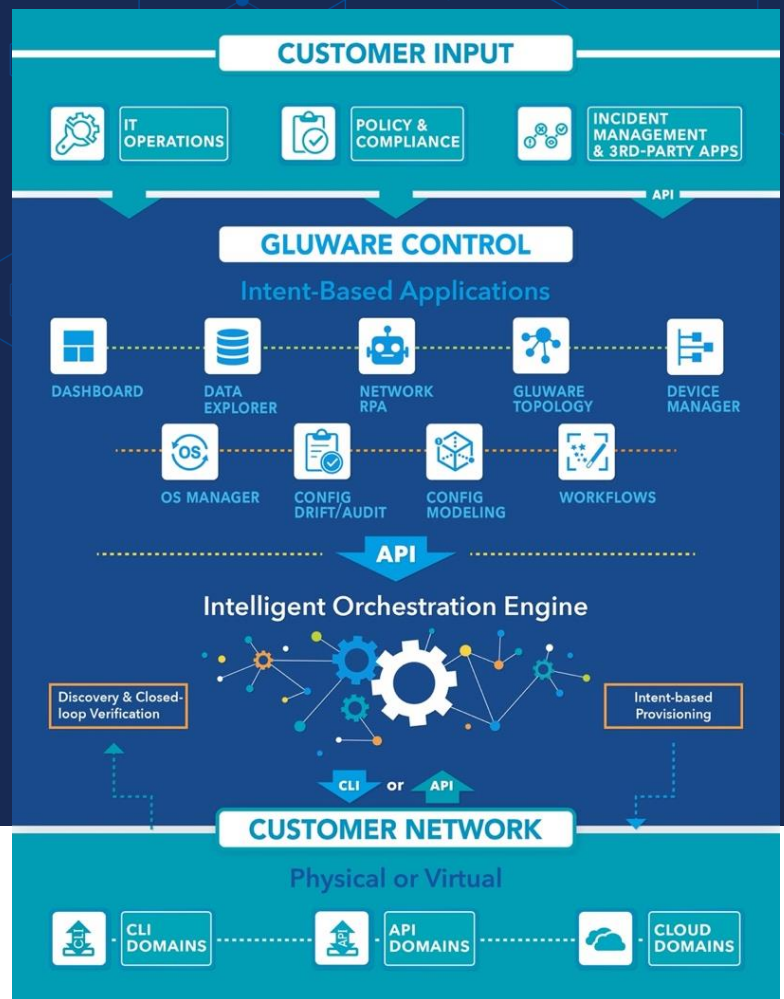 CUSTOMER INPUT
IT
OPERATIONS
POLICY &
COMPLIANCE
INCIDENT
MANAGEMENT
& 3RD-PARTY APPS
API
GLUWARE CONTROL
Intent-Based Applications
DASHBOARD
DATA
EXPLORER
NETWORK
RPA
GLUWARE
TOPOLOGY
DEVICE
MANAGER
OS
OS MANAGER
CONFIG
DRIFT/AUDIT
CONFIG
MODELING
WORKFLOWS
API
Intelligent Orchestration Engine
Discovery & Closed-
loop Verification
Intent-based
Provisioning
CLI or API
CUSTOMER NETWORK
Physical or Virtual
CLI
CLI
DOMAINS
API
API
DOMAINS
CLOUD
DOMAINS